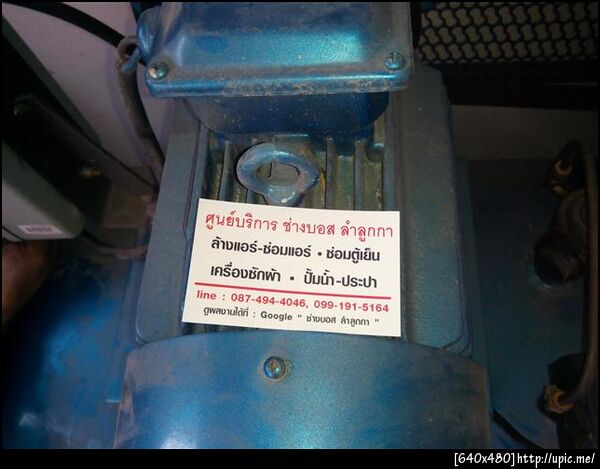 ศูนย์บริการ ช่างบอส ลำลูกกา
ล้างแอร์-ซ่อมแอร์ • ซ่อมตู้เย็น
เครื่องซักผ้า • ปั้มน้ำ-ประปา
line : 087-494-4046, 099-191-5164
ดูผลงานได้ที่ : Google " ช่างบอส ลำลูกกา "
[640x480]http://upic.me/